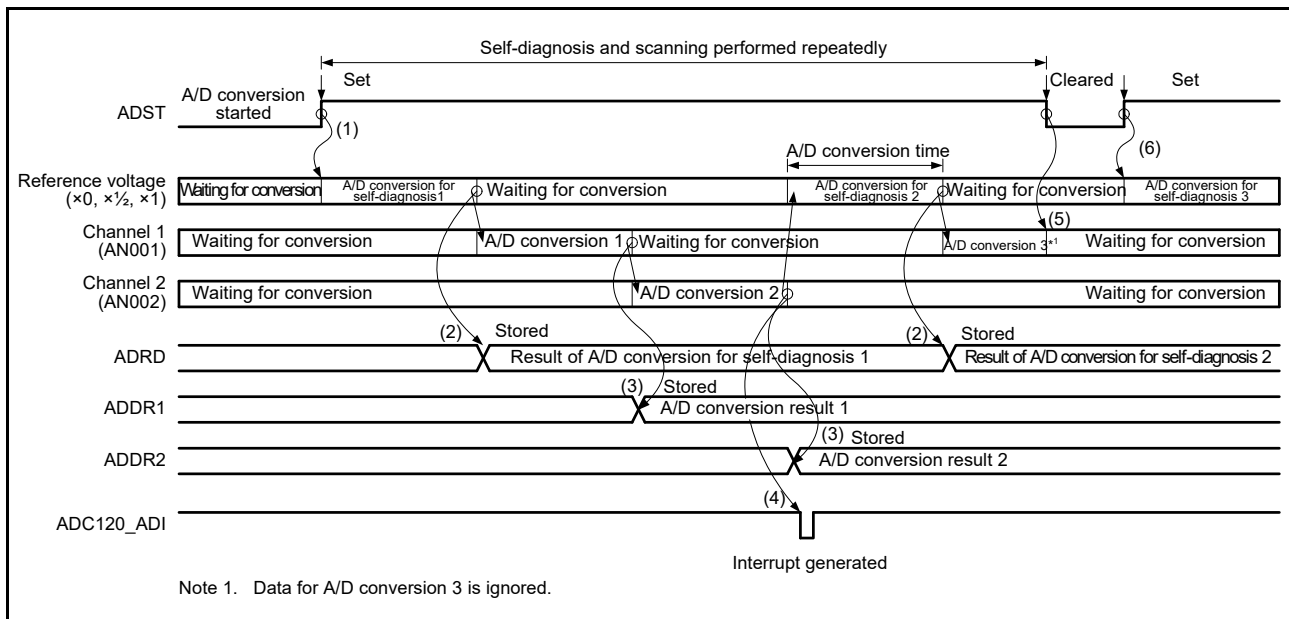 Self-diagnosis and scanning performed repeatedly
Set
Cleared
Set
A/D conversion
started
ADST
(1)
(6)
A/D conversion time
Reference voltage
(×0, ×½, ×1)
Waiting for conversion
A/D conversion for
self-diagnosis1
Waiting for conversion
A/D conversion for
self-diagnosis 2
Waiting for conversion
A/D conversion for
self-diagnosis 3
(5)
Channel 1
(AN001)
Waiting for conversion
A/D conversion 1
Waiting for conversion
A/D conversion 3*1
Waiting for conversion
Channel 2
(AN002)
Waiting for conversion
A/D conversion 2
Waiting for conversion
(2)
Stored
(2)
Stored
ADRD
Result of A/D conversion for self-diagnosis 1
Result of A/D conversion for self-diagnosis 2
(3)
Stored
ADDR1
A/D conversion result 1
(3)
Stored
ADDR2
A/D conversion result 2
(4)
ADC120_ADI
Interrupt generated
Note 1. Data for A/D conversion 3 is ignored.